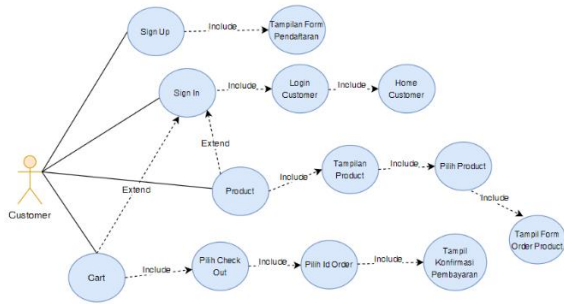 Sign Up
Include
Tampilan Form
Pendaftaran
Sign In
Include
Login
Customer
Include
Home
Customer
Extend
Extend
Customer
Product
Include
Tampilan
Product
Include
Pilih Product
Include
Tampil Form
Order Product
Cart
Include
Pilih Check
Out
Include
Pilih Id Order
Include
Tampil
Konfirmasi
Pembayaran